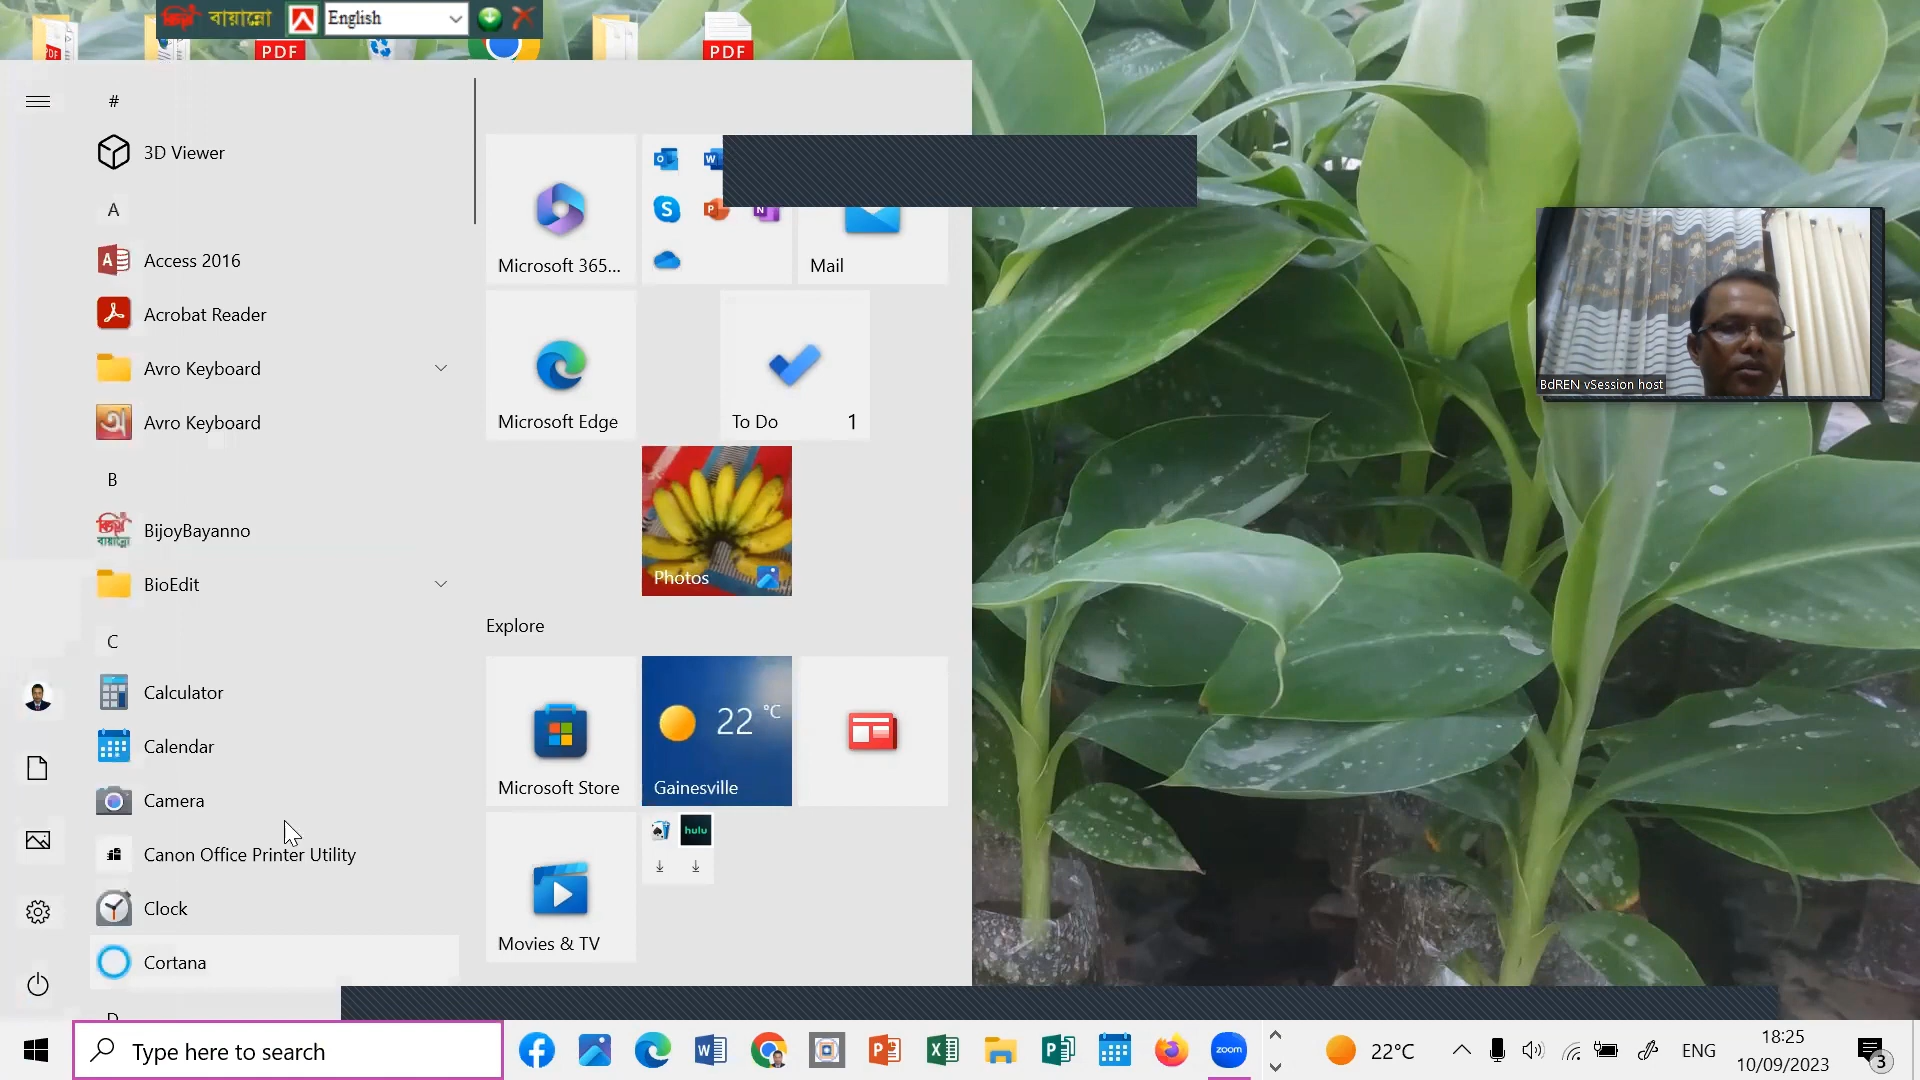 বিজয় বায়ান্নো
English
PDF
PDF
PDF
#
3D Viewer
A
Access 2016
Acrobat Reader
Avro Keyboard
Avro Keyboard
B
BijoyBayanno
BioEdit
C
Calculator
Calendar
Camera
Canon Office Printer Utility
Clock
Cortana
D
Microsoft 365...
Mail
Microsoft Edge
To Do 1
Photos
Explore
Microsoft Store
22 °C
Gainesville
hulu
Movies & TV
BdREN vSession host
Type here to search
zoom
22°C
ENG
18:25
10/09/2023
3